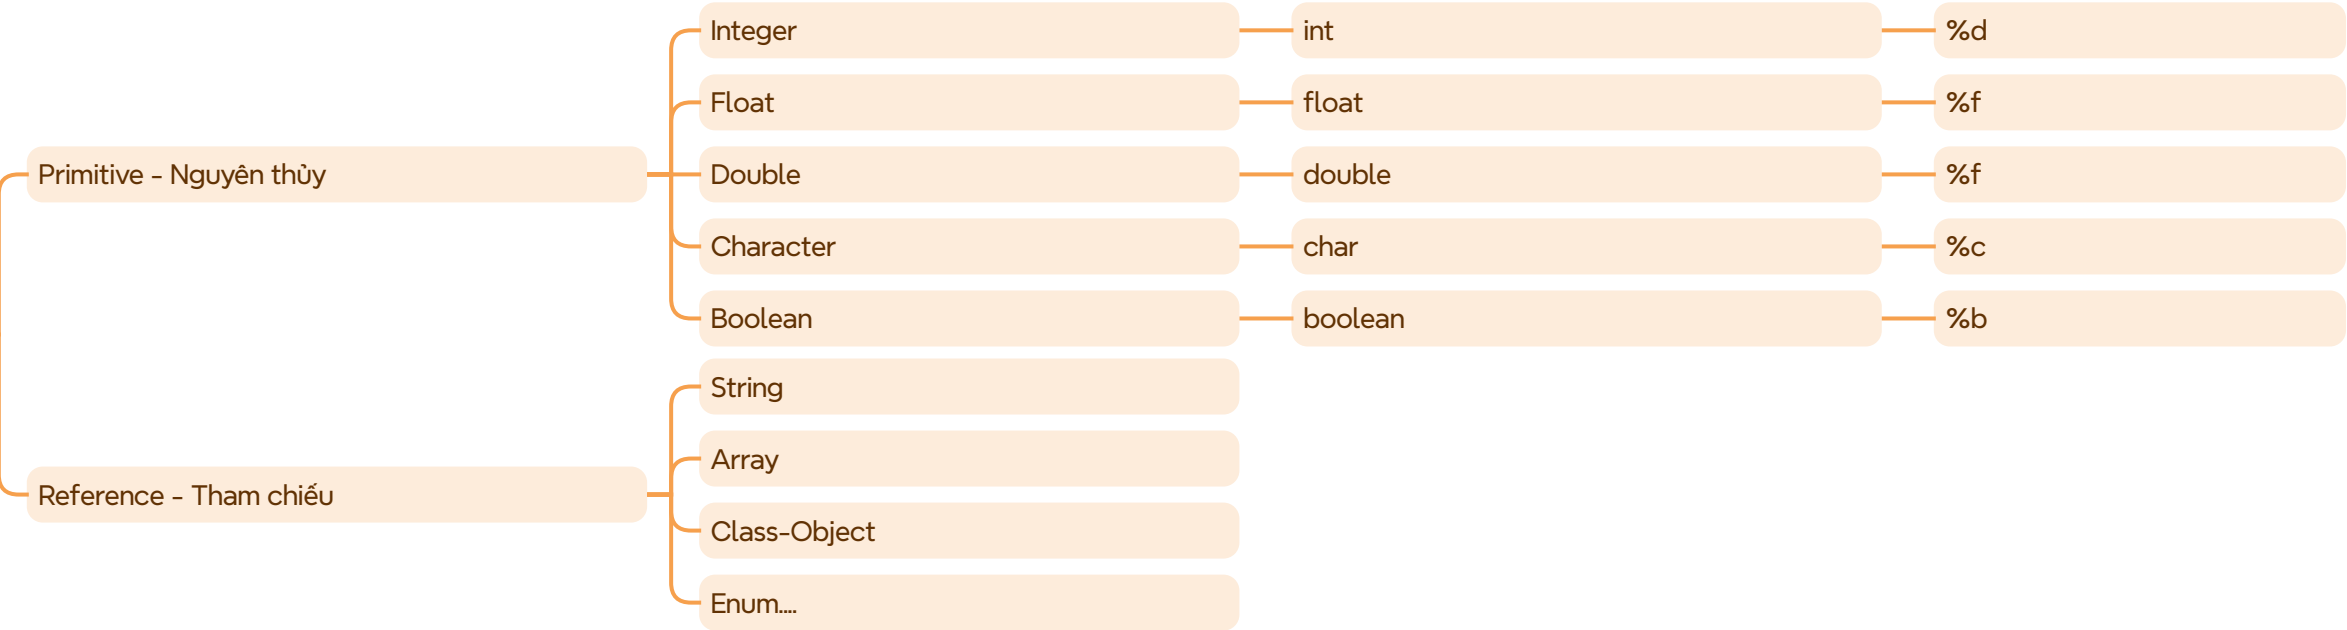 Primitive - Nguyên thủy
Integer
int
%d
Float
float
%f
Double
double
%f
Character
char
%c
Boolean
boolean
%b
Reference - Tham chiếu
String
Array
Class-Object
Enum....